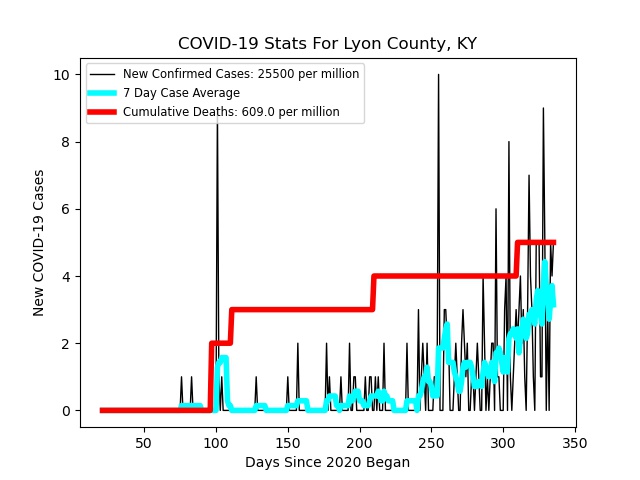 COVID-19 Stats For Lyon County, KY
New Confirmed Cases: 25500 per million
7 Day Case Average
Cumulative Deaths: 609.0 per million
New COVID-19 Cases
10
8
6
4
2
0
50 100 150 200 250 300 350
Days Since 2020 Began